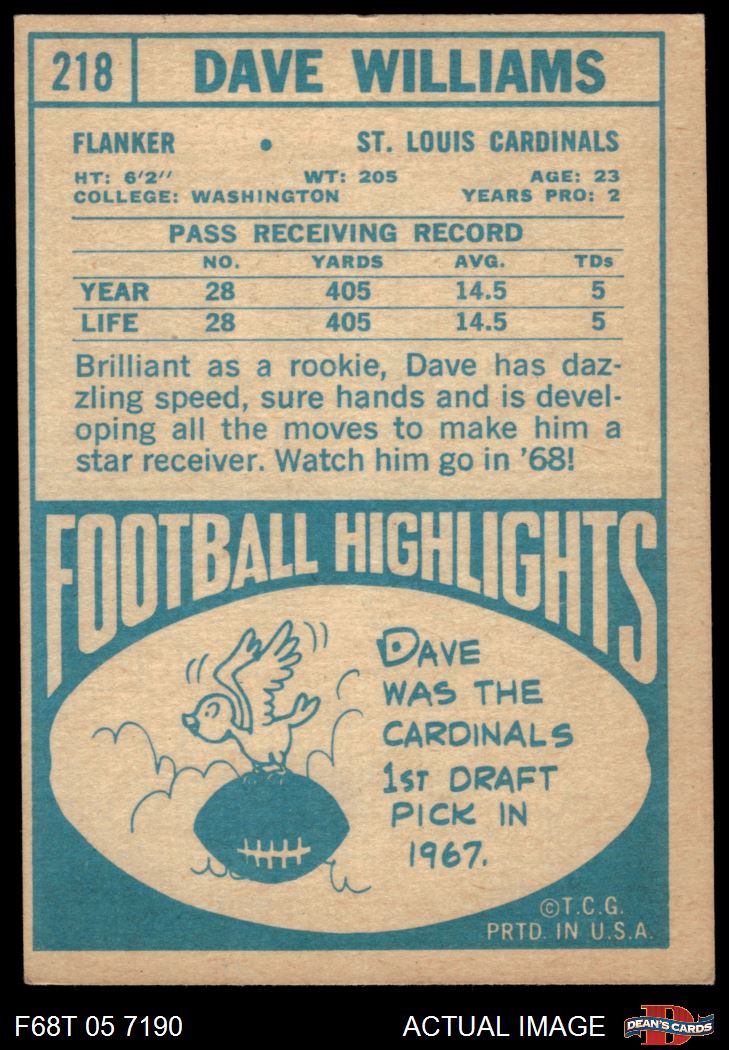 218 DAVE WILLIAMS
FLANKER • ST. LOUIS CARDINALS
HT: 6'2" WT: 205 AGE: 23
COLLEGE: WASHINGTON YEARS PRO: 2
PASS RECEIVING RECORD
NO. YARDS AVG. TDs
YEAR 28 405 14.5 5
LIFE 28 405 14.5 5
Brilliant as a rookie, Dave has daz-
zling speed, sure hands and is devel-
oping all the moves to make him a
star receiver. Watch him go in '68!
FOOTBALL HIGHLIGHTS
DAVE
WAS THE
CARDINALS
1ST DRAFT
PICK IN
1967.
©T.C.G.
PRTD. IN U.S.A.
F68T 05 7190 ACTUAL IMAGE DEAN'S CARDS